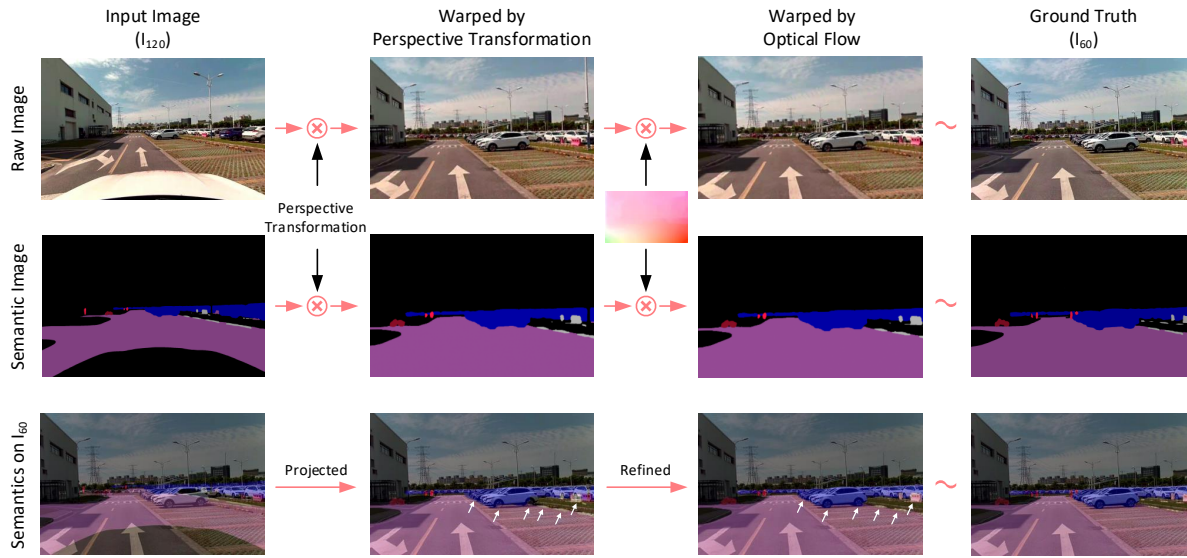 Input Image
(I120)
Warped by
Perspective Transformation
Warped by
Optical Flow
Ground Truth
(I60)
Raw Image
~
Perspective
Transformation
Semantic Image
~
Semantics on I60
Projected
Refined
~